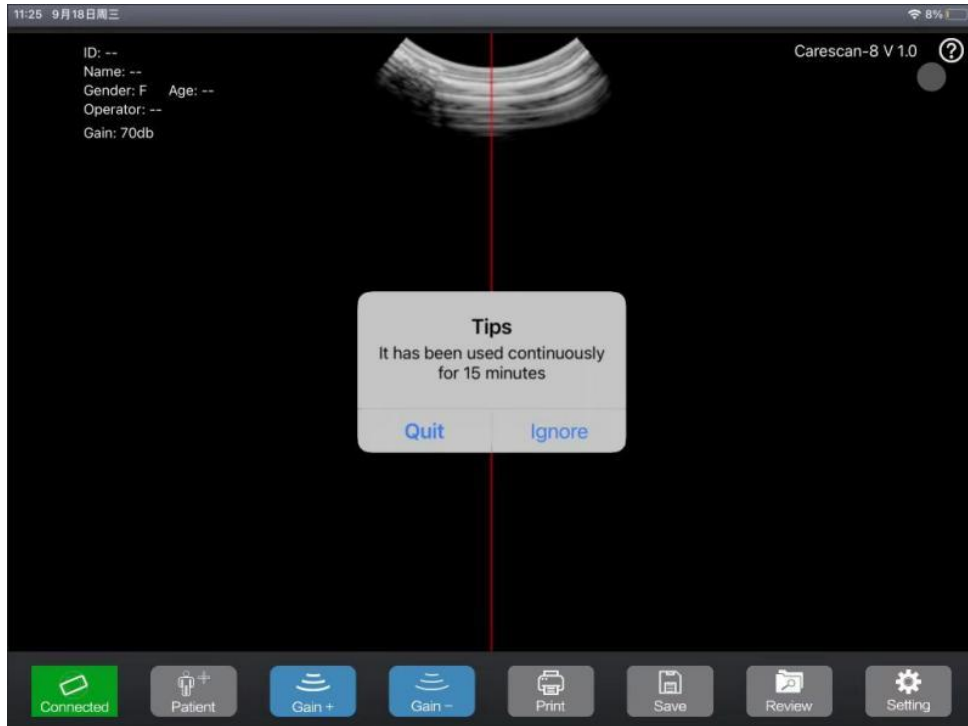 11:25 9月18日周三
8%
ID: --
Name: --
Gender: F Age: --
Operator: --
Gain: 70db
Carescan-8 V 1.0
?
Tips
It has been used continuously
for 15 minutes
Quit
Ignore
Connected
Patient
Gain +
Gain −
Print
Save
Review
Setting